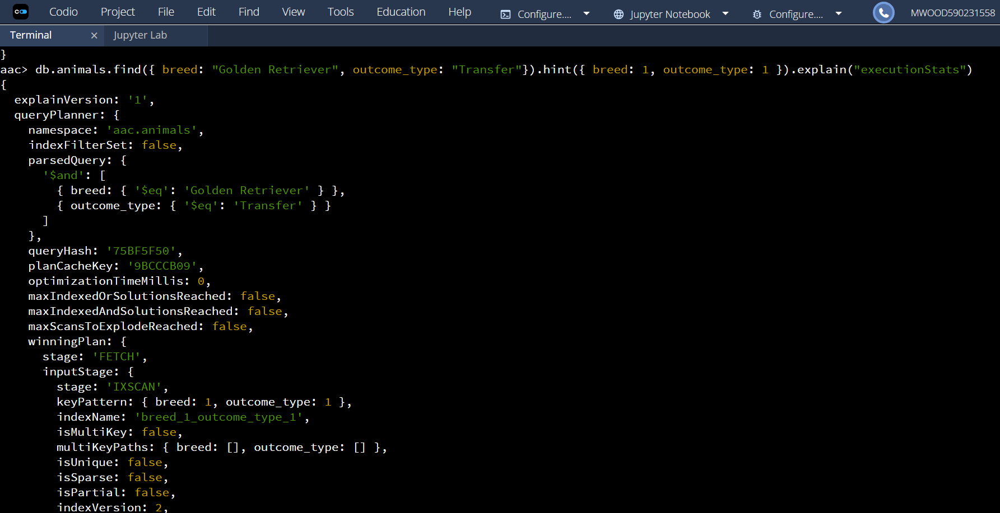 Codio Project File Edit Find View Tools Education Help Configure.... Jupyter Notebook Configure.... MWOOD590231558
Terminal × Jupyter Lab
}
aac> db.animals.find({ breed: "Golden Retriever", outcome_type: "Transfer"}).hint({ breed: 1, outcome_type: 1 }).explain("executionStats")
{
  explainVersion: '1',
  queryPlanner: {
    namespace: 'aac.animals',
    indexFilterSet: false,
    parsedQuery: {
      '$and': [
        { breed: { '$eq': 'Golden Retriever' } },
        { outcome_type: { '$eq': 'Transfer' } }
      ]
    },
    queryHash: '75BF5F50',
    planCacheKey: '9BCCCB09',
    optimizationTimeMillis: 0,
    maxIndexedOrSolutionsReached: false,
    maxIndexedAndSolutionsReached: false,
    maxScansToExplodeReached: false,
    winningPlan: {
      stage: 'FETCH',
      inputStage: {
        stage: 'IXSCAN',
        keyPattern: { breed: 1, outcome_type: 1 },
        indexName: 'breed_1_outcome_type_1',
        isMultiKey: false,
        multiKeyPaths: { breed: [], outcome_type: [] },
        isUnique: false,
        isSparse: false,
        isPartial: false,
        indexVersion: 2,